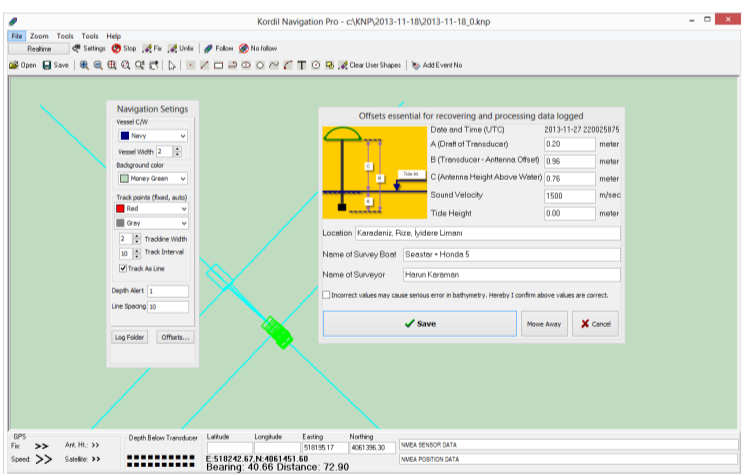 Kordil Navigation Pro - c:\KNP\2013-11-18\2013-11-18_0.knp
File Zoom Tools Tools Help
Realtime Settings Stop Fix Unfix Follow No follow
Open Save T Clear User Shapes Add Event No
Navigation Setings
Vessel C/W
Navy
Vessel Width 2
Background color
Money Green
Track points (fixed, auto)
Red
Gray
2 Trackline Width
10 Track Interval
Track As Line
Depth Alert 1
Line Spacing 10
Log Folder Offsets...
Offsets essential for recovering and processing data logged
Date and Time (UTC) 2013-11-27 220025875
A (Draft of Transducer) 0.20 meter
B (Transducer - Antenna Offset) 0.96 meter
C (Antenna Height Above Water) 0.76 meter
Sound Velocity 1500 m/sec
Tide Height 0.00 meter
C
B
A
Tide Ht
Location Karadeniz, Rize, İyidere Limani
Name of Survey Boat Seastar + Honda 5
Name of Surveyor Harun Karaman
Incorrect values may cause serious error in bathymetry. Hereby I confirm above values are correct.
Save Move Away Cancel
GPS
Fix: >> Ant. Ht.: >>
Speed: >> Satellite: >>
Depth Below Transducer
Latitude Longitude Easting Northing
518195.17 4061396.30
E:518242.67,N:4061451.60
Bearing: 40.66 Distance: 72.90
NMEA SENSOR DATA
NMEA POSITION DATA